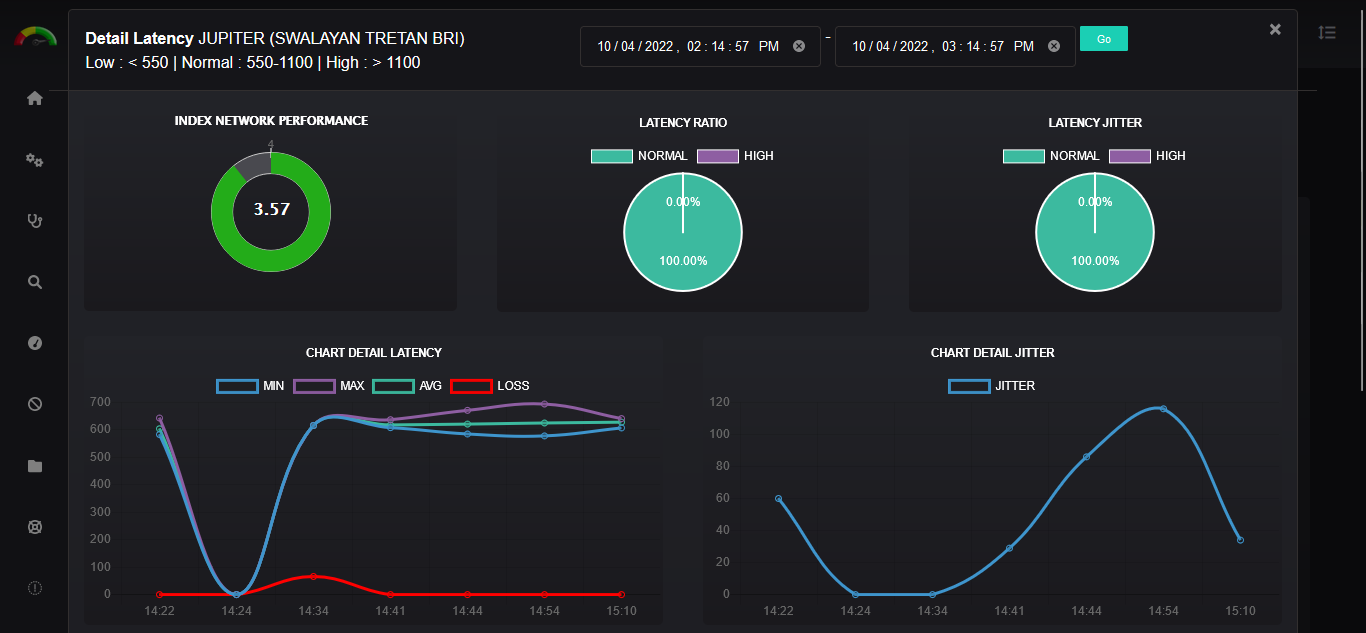 Detail Latency JUPITER (SWALAYAN TRETAN BRI)
Low : < 550 | Normal : 550-1100 | High : > 1100
10 / 04 / 2022 , 02 : 14 : 57 PM - 10 / 04 / 2022 , 03 : 14 : 57 PM Go
INDEX NETWORK PERFORMANCE
4
3.57
LATENCY RATIO
NORMAL HIGH
0.00%
100.00%
LATENCY JITTER
NORMAL HIGH
0.00%
100.00%
CHART DETAIL LATENCY
MIN MAX AVG LOSS
700
600
500
400
300
200
100
0
14:22 14:24 14:34 14:41 14:44 14:54 15:10
CHART DETAIL JITTER
JITTER
120
100
80
60
40
20
0
14:22 14:24 14:34 14:41 14:44 14:54 15:10